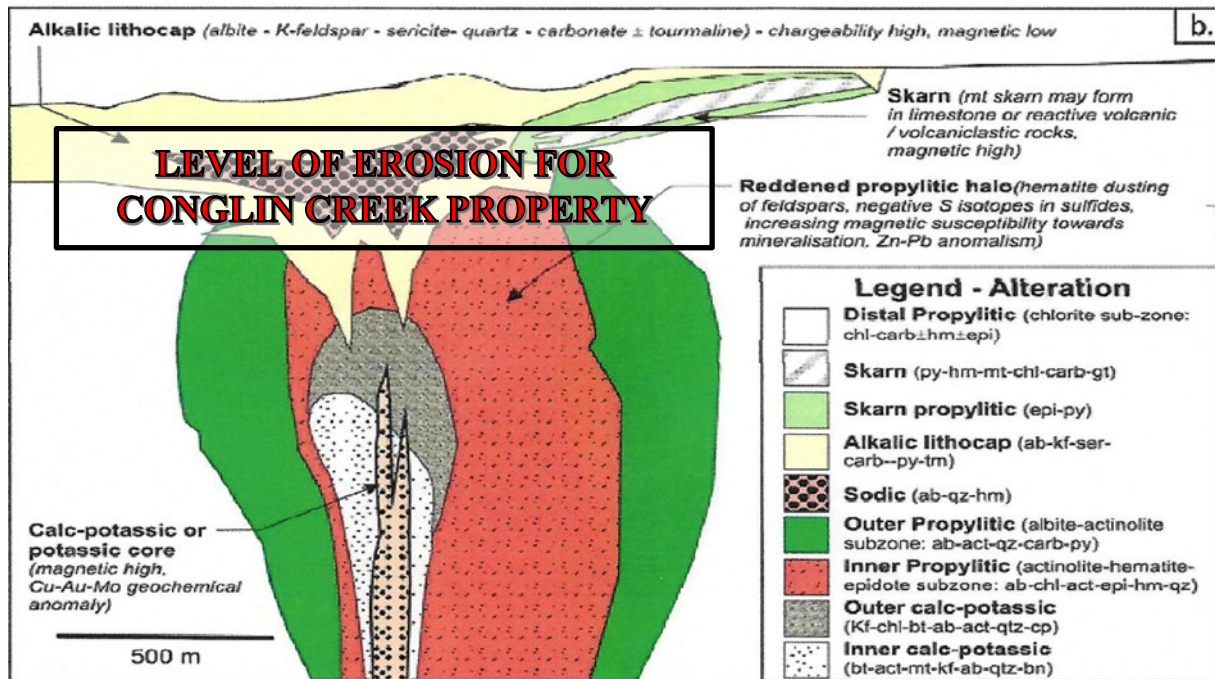 b.
Alkalic lithocap (albite - K-feldspar - sericite- quartz - carbonate ± tourmaline) - chargeability high, magnetic low
Skarn (mt skarn may form
in limestone or reactive volcanic
/ volcaniclastic rocks,
magnetic high)
LEVEL OF EROSION FOR
CONGLIN CREEK PROPERTY
Reddened propylitic halo(hematite dusting
of feldspars, negative S isotopes in sulfides,
increasing magnetic susceptibility towards
mineralisation, Zn-Pb anomalism)
Calc-potassic or
potassic core
(magnetic high,
Cu-Au-Mo geochemical
anomaly)
500 m
Legend - Alteration
Distal Propylitic (chlorite sub-zone:
chl-carb±hm±epi)
Skarn (py-hm-mt-chl-carb-gt)
Skarn propylitic (epi-py)
Alkalic lithocap (ab-kf-ser-
carb--py-tm)
Sodic (ab-qz-hm)
Outer Propylitic (albite-actinolite
subzone: ab-act-qz-carb-py)
Inner Propylitic (actinolite-hematite-
epidote subzone: ab-chl-act-epi-hm-qz)
Outer calc-potassic
(Kf-chl-bt-ab-act-qtz-cp)
Inner calc-potassic
(bt-act-mt-kf-ab-qtz-bn)